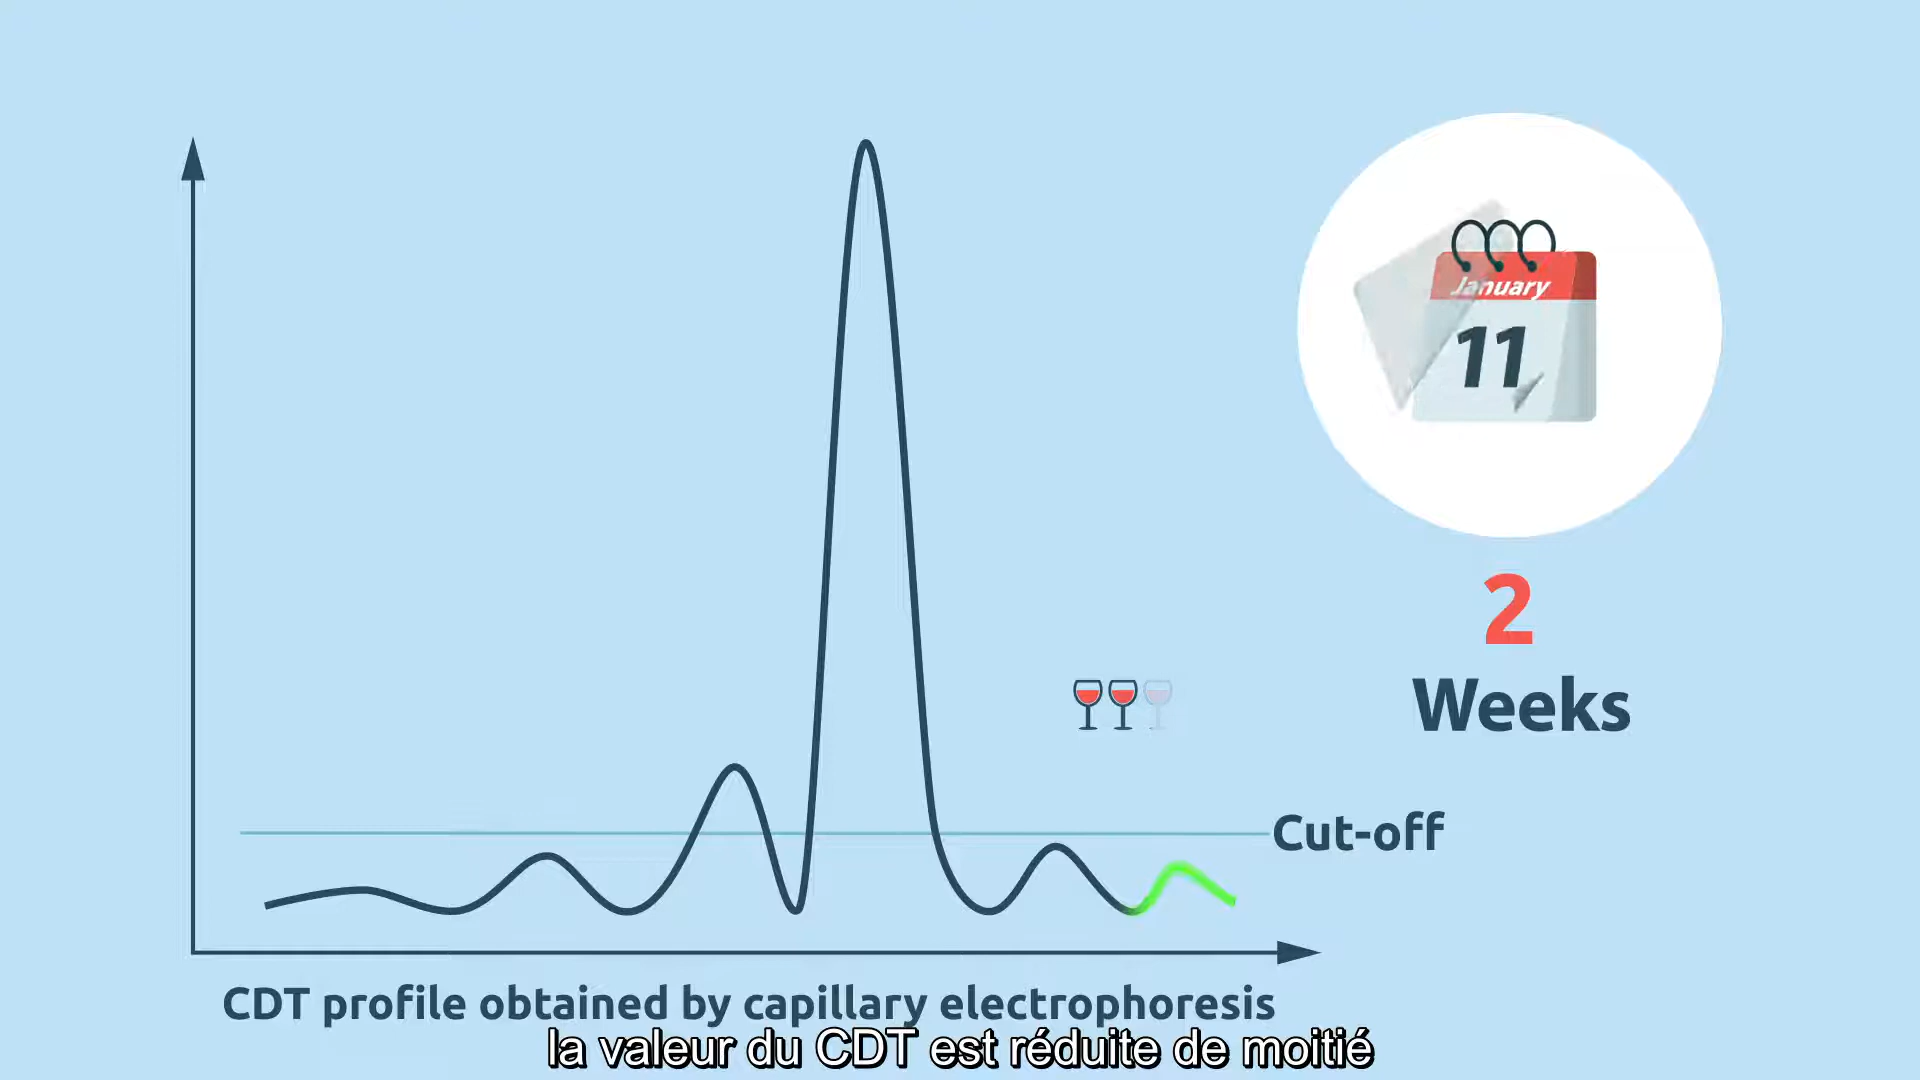 January
11
2
Weeks
Cut-off
CDT profile obtained by capillary electrophoresis
la valeur du CDT est réduite de moitié